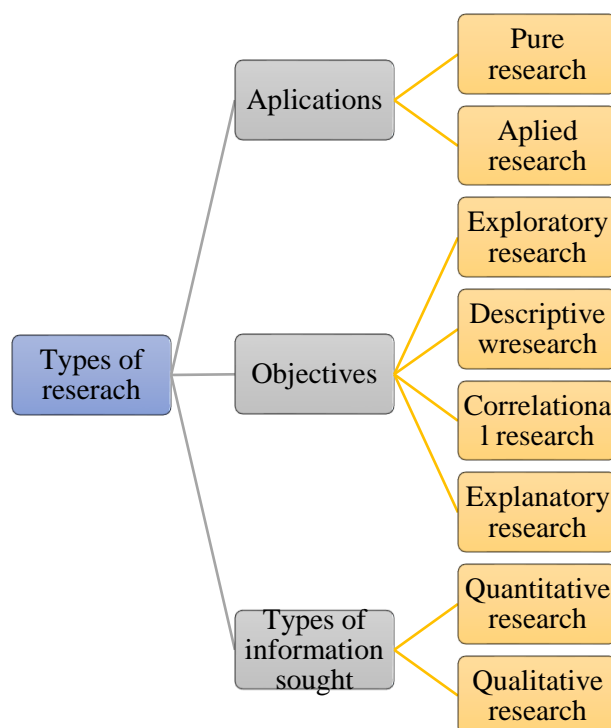 Pure
research
Aplications
Aplied
research
Exploratory
research
Descriptive
wresearch
Types of
reserach
Objectives
Correlationa
l research
Explanatory
research
Quantitative
research
Types of
information
sought
Qualitative
research